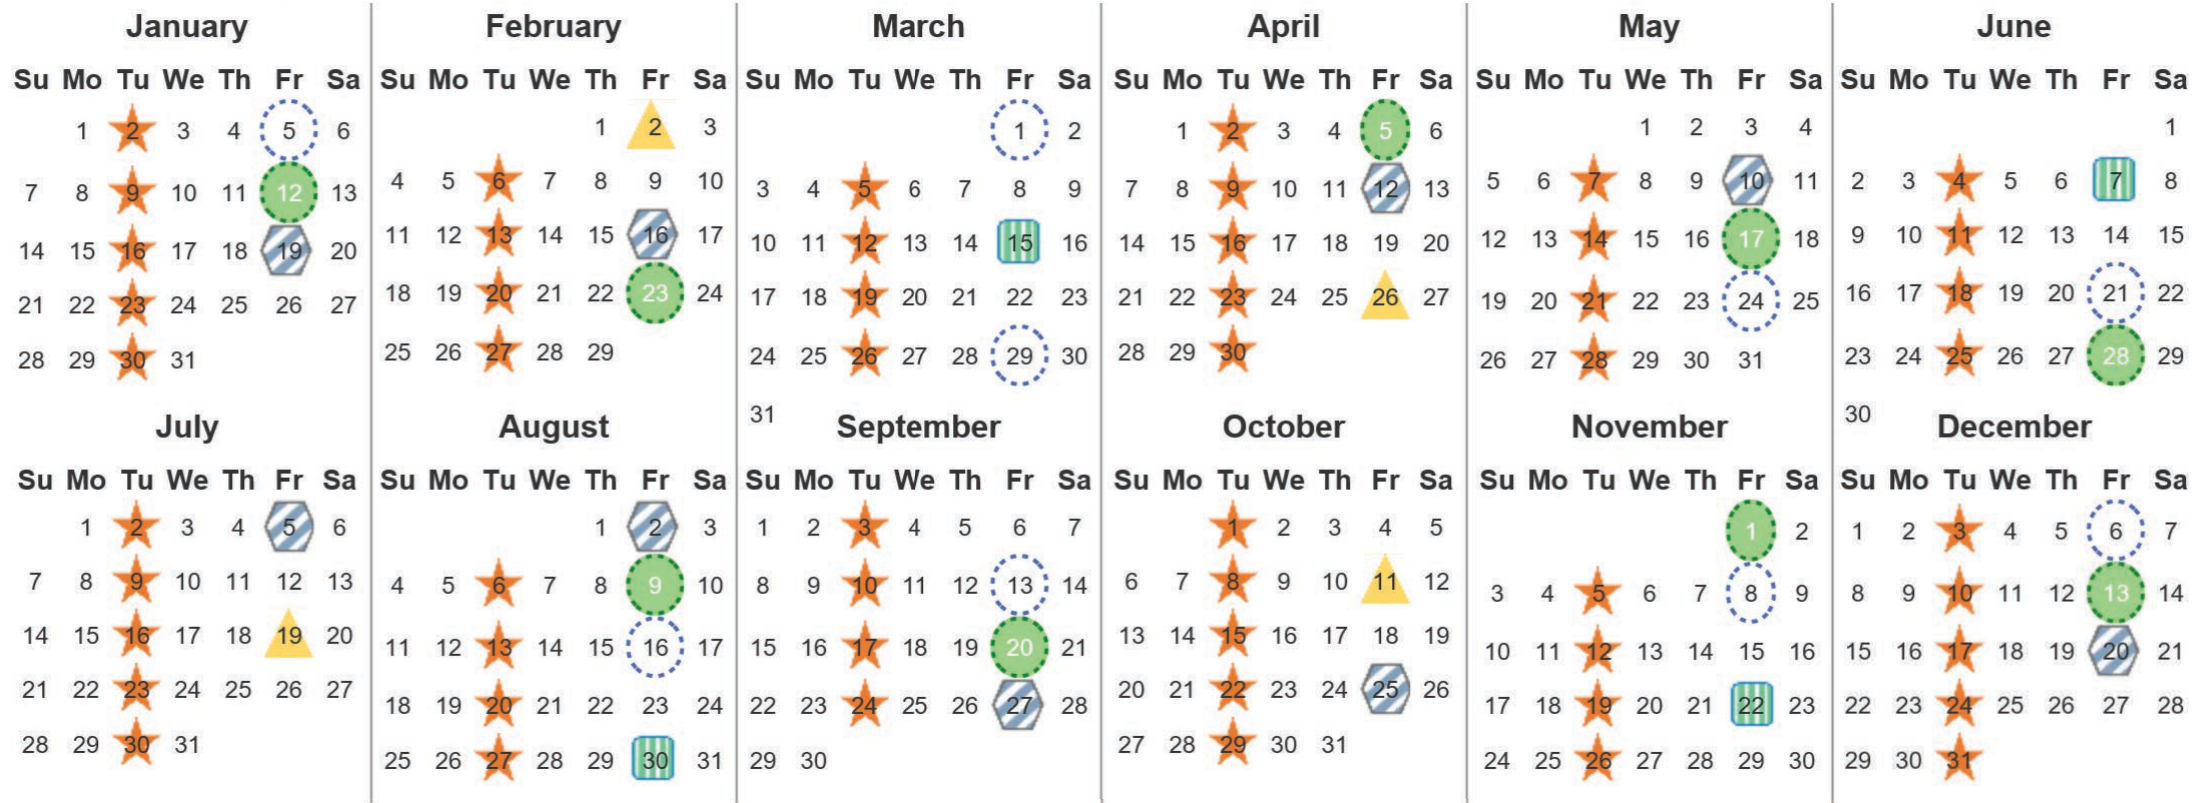 January
Su Mo Tu We Th Fr Sa
1 2 3 4 5 6
7 8 9 10 11 12 13
14 15 16 17 18 19 20
21 22 23 24 25 26 27
28 29 30 31
February
Su Mo Tu We Th Fr Sa
1 2 3
4 5 6 7 8 9 10
11 12 13 14 15 16 17
18 19 20 21 22 23 24
25 26 27 28 29
March
Su Mo Tu We Th Fr Sa
1 2
3 4 5 6 7 8 9
10 11 12 13 14 15 16
17 18 19 20 21 22 23
24 25 26 27 28 29 30
31
April
Su Mo Tu We Th Fr Sa
1 2 3 4 5 6
7 8 9 10 11 12 13
14 15 16 17 18 19 20
21 22 23 24 25 26 27
28 29 30
May
Su Mo Tu We Th Fr Sa
1 2 3 4
5 6 7 8 9 10 11
12 13 14 15 16 17 18
19 20 21 22 23 24 25
26 27 28 29 30 31
June
Su Mo Tu We Th Fr Sa
1
2 3 4 5 6 7 8
9 10 11 12 13 14 15
16 17 18 19 20 21 22
23 24 25 26 27 28 29
30
July
Su Mo Tu We Th Fr Sa
1 2 3 4 5 6
7 8 9 10 11 12 13
14 15 16 17 18 19 20
21 22 23 24 25 26 27
28 29 30 31
August
Su Mo Tu We Th Fr Sa
1 2 3
4 5 6 7 8 9 10
11 12 13 14 15 16 17
18 19 20 21 22 23 24
25 26 27 28 29 30 31
September
Su Mo Tu We Th Fr Sa
1 2 3 4 5 6 7
8 9 10 11 12 13 14
15 16 17 18 19 20 21
22 23 24 25 26 27 28
29 30
October
Su Mo Tu We Th Fr Sa
1 2 3 4 5
6 7 8 9 10 11 12
13 14 15 16 17 18 19
20 21 22 23 24 25 26
27 28 29 30 31
November
Su Mo Tu We Th Fr Sa
1 2
3 4 5 6 7 8 9
10 11 12 13 14 15 16
17 18 19 20 21 22 23
24 25 26 27 28 29 30
December
Su Mo Tu We Th Fr Sa
1 2 3 4 5 6 7
8 9 10 11 12 13 14
15 16 17 18 19 20 21
22 23 24 25 26 27 28
29 30 31